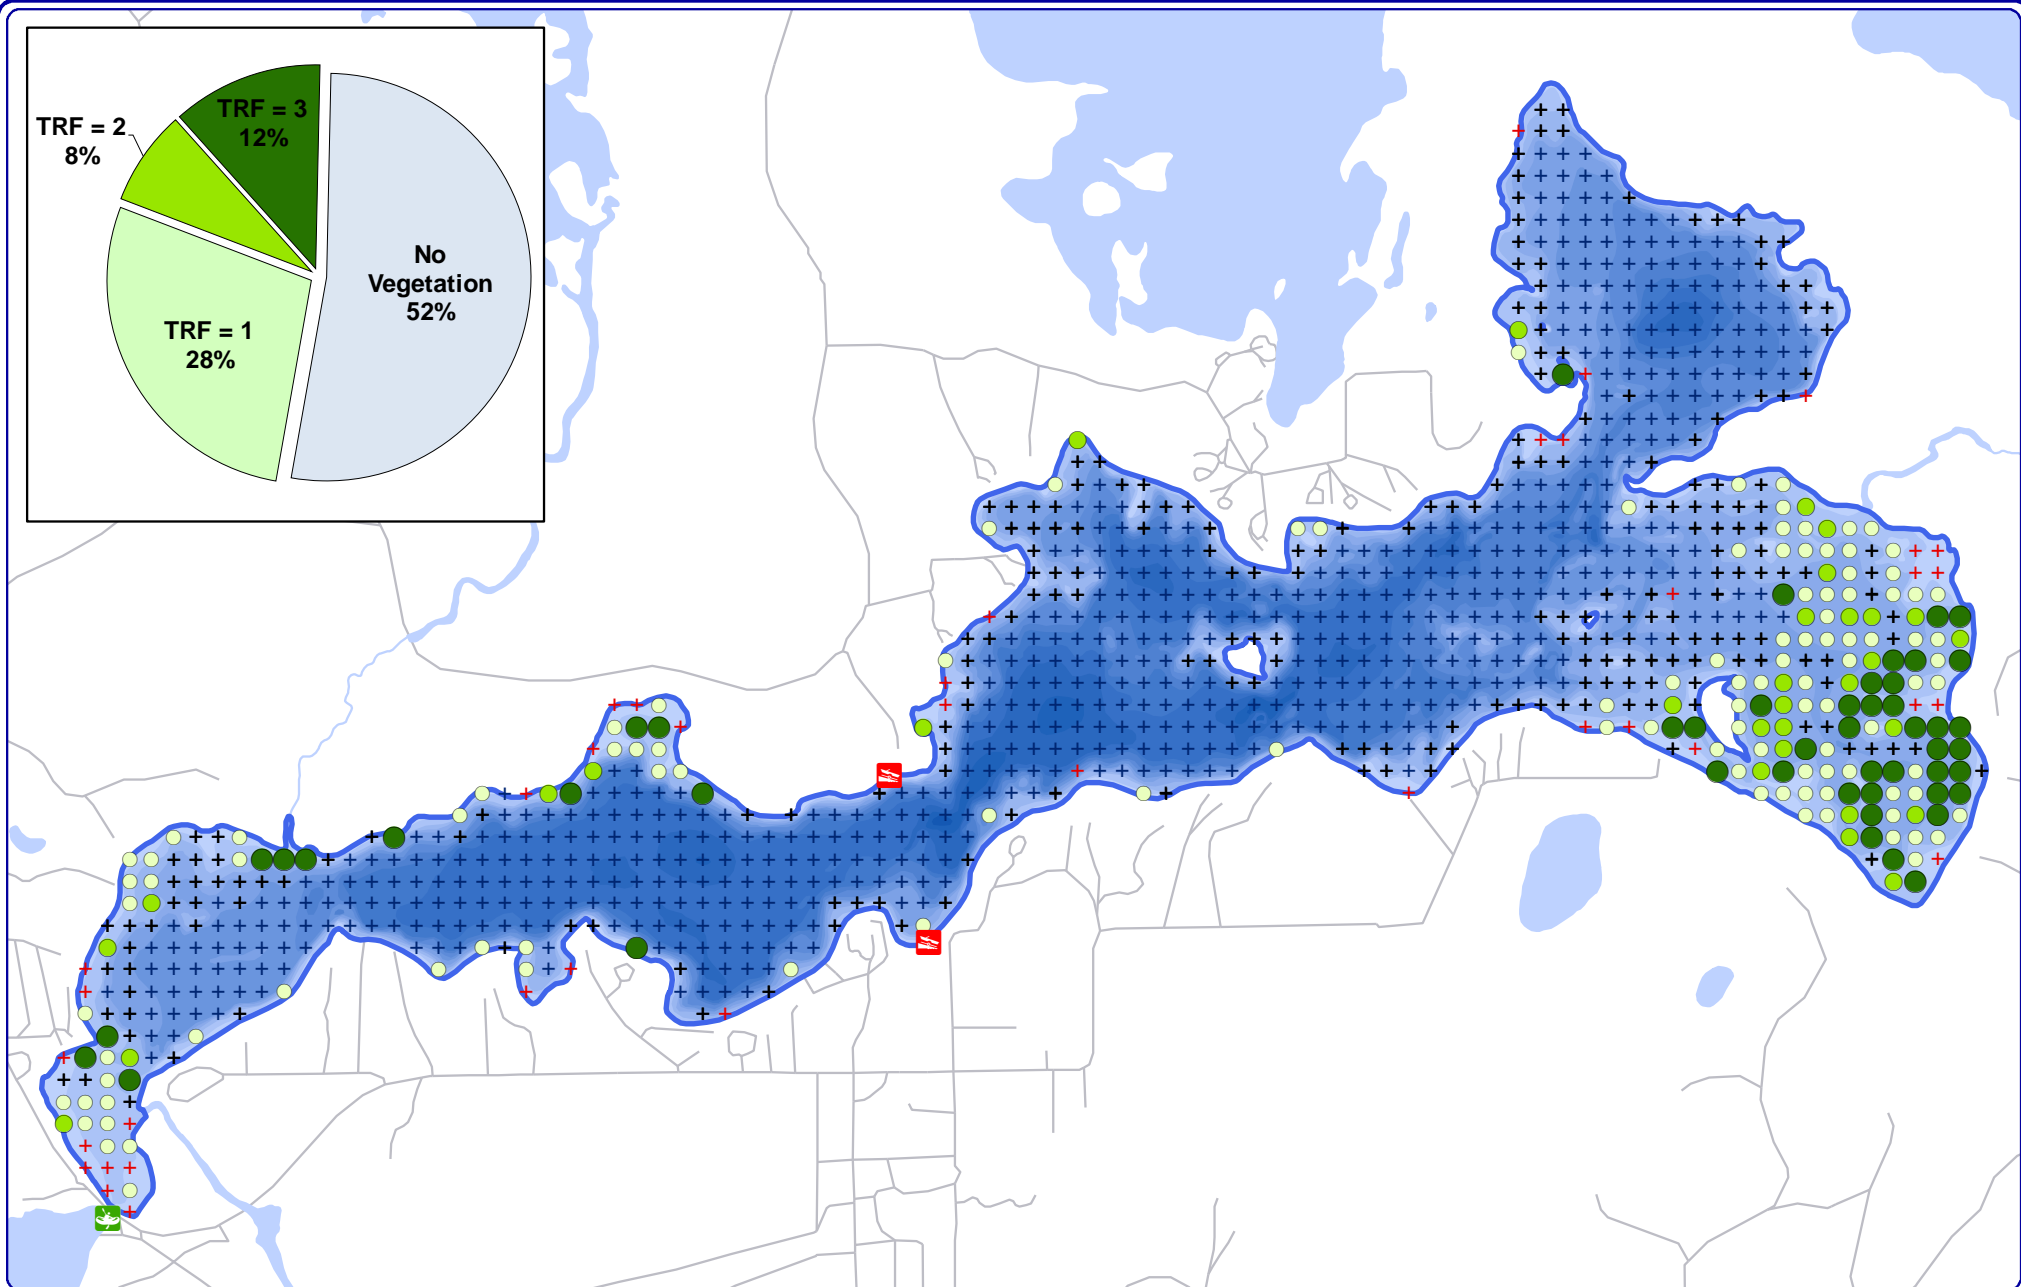 TRF = 3
12%
TRF = 2
8%
No
Vegetation
52%
TRF = 1
28%